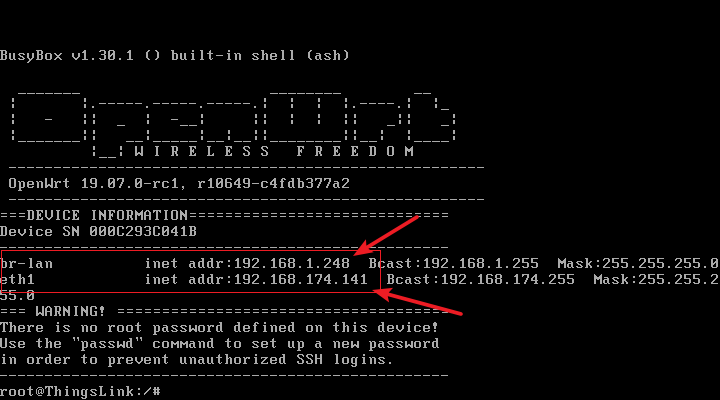 BusyBox v1.30.1 () built-in shell (ash)
OpenWrt
W I R E L E S S   F R E E D O M
-----------------------------------------------------
OpenWrt 19.07.0-rc1, r10649-c4fdb377a2
-----------------------------------------------------
===DEVICE INFORMATION=============================
Device SN 000C293C041B
--------------------------------------------------
br-lan          inet addr:192.168.1.248  Bcast:192.168.1.255  Mask:255.255.255.0
eth1            inet addr:192.168.174.141  Bcast:192.168.174.255  Mask:255.255.2
55.0
=== WARNING! =====================================
There is no root password defined on this device!
Use the "passwd" command to set up a new password
in order to prevent unauthorized SSH logins.
--------------------------------------------------
root@ThingsLink:/#